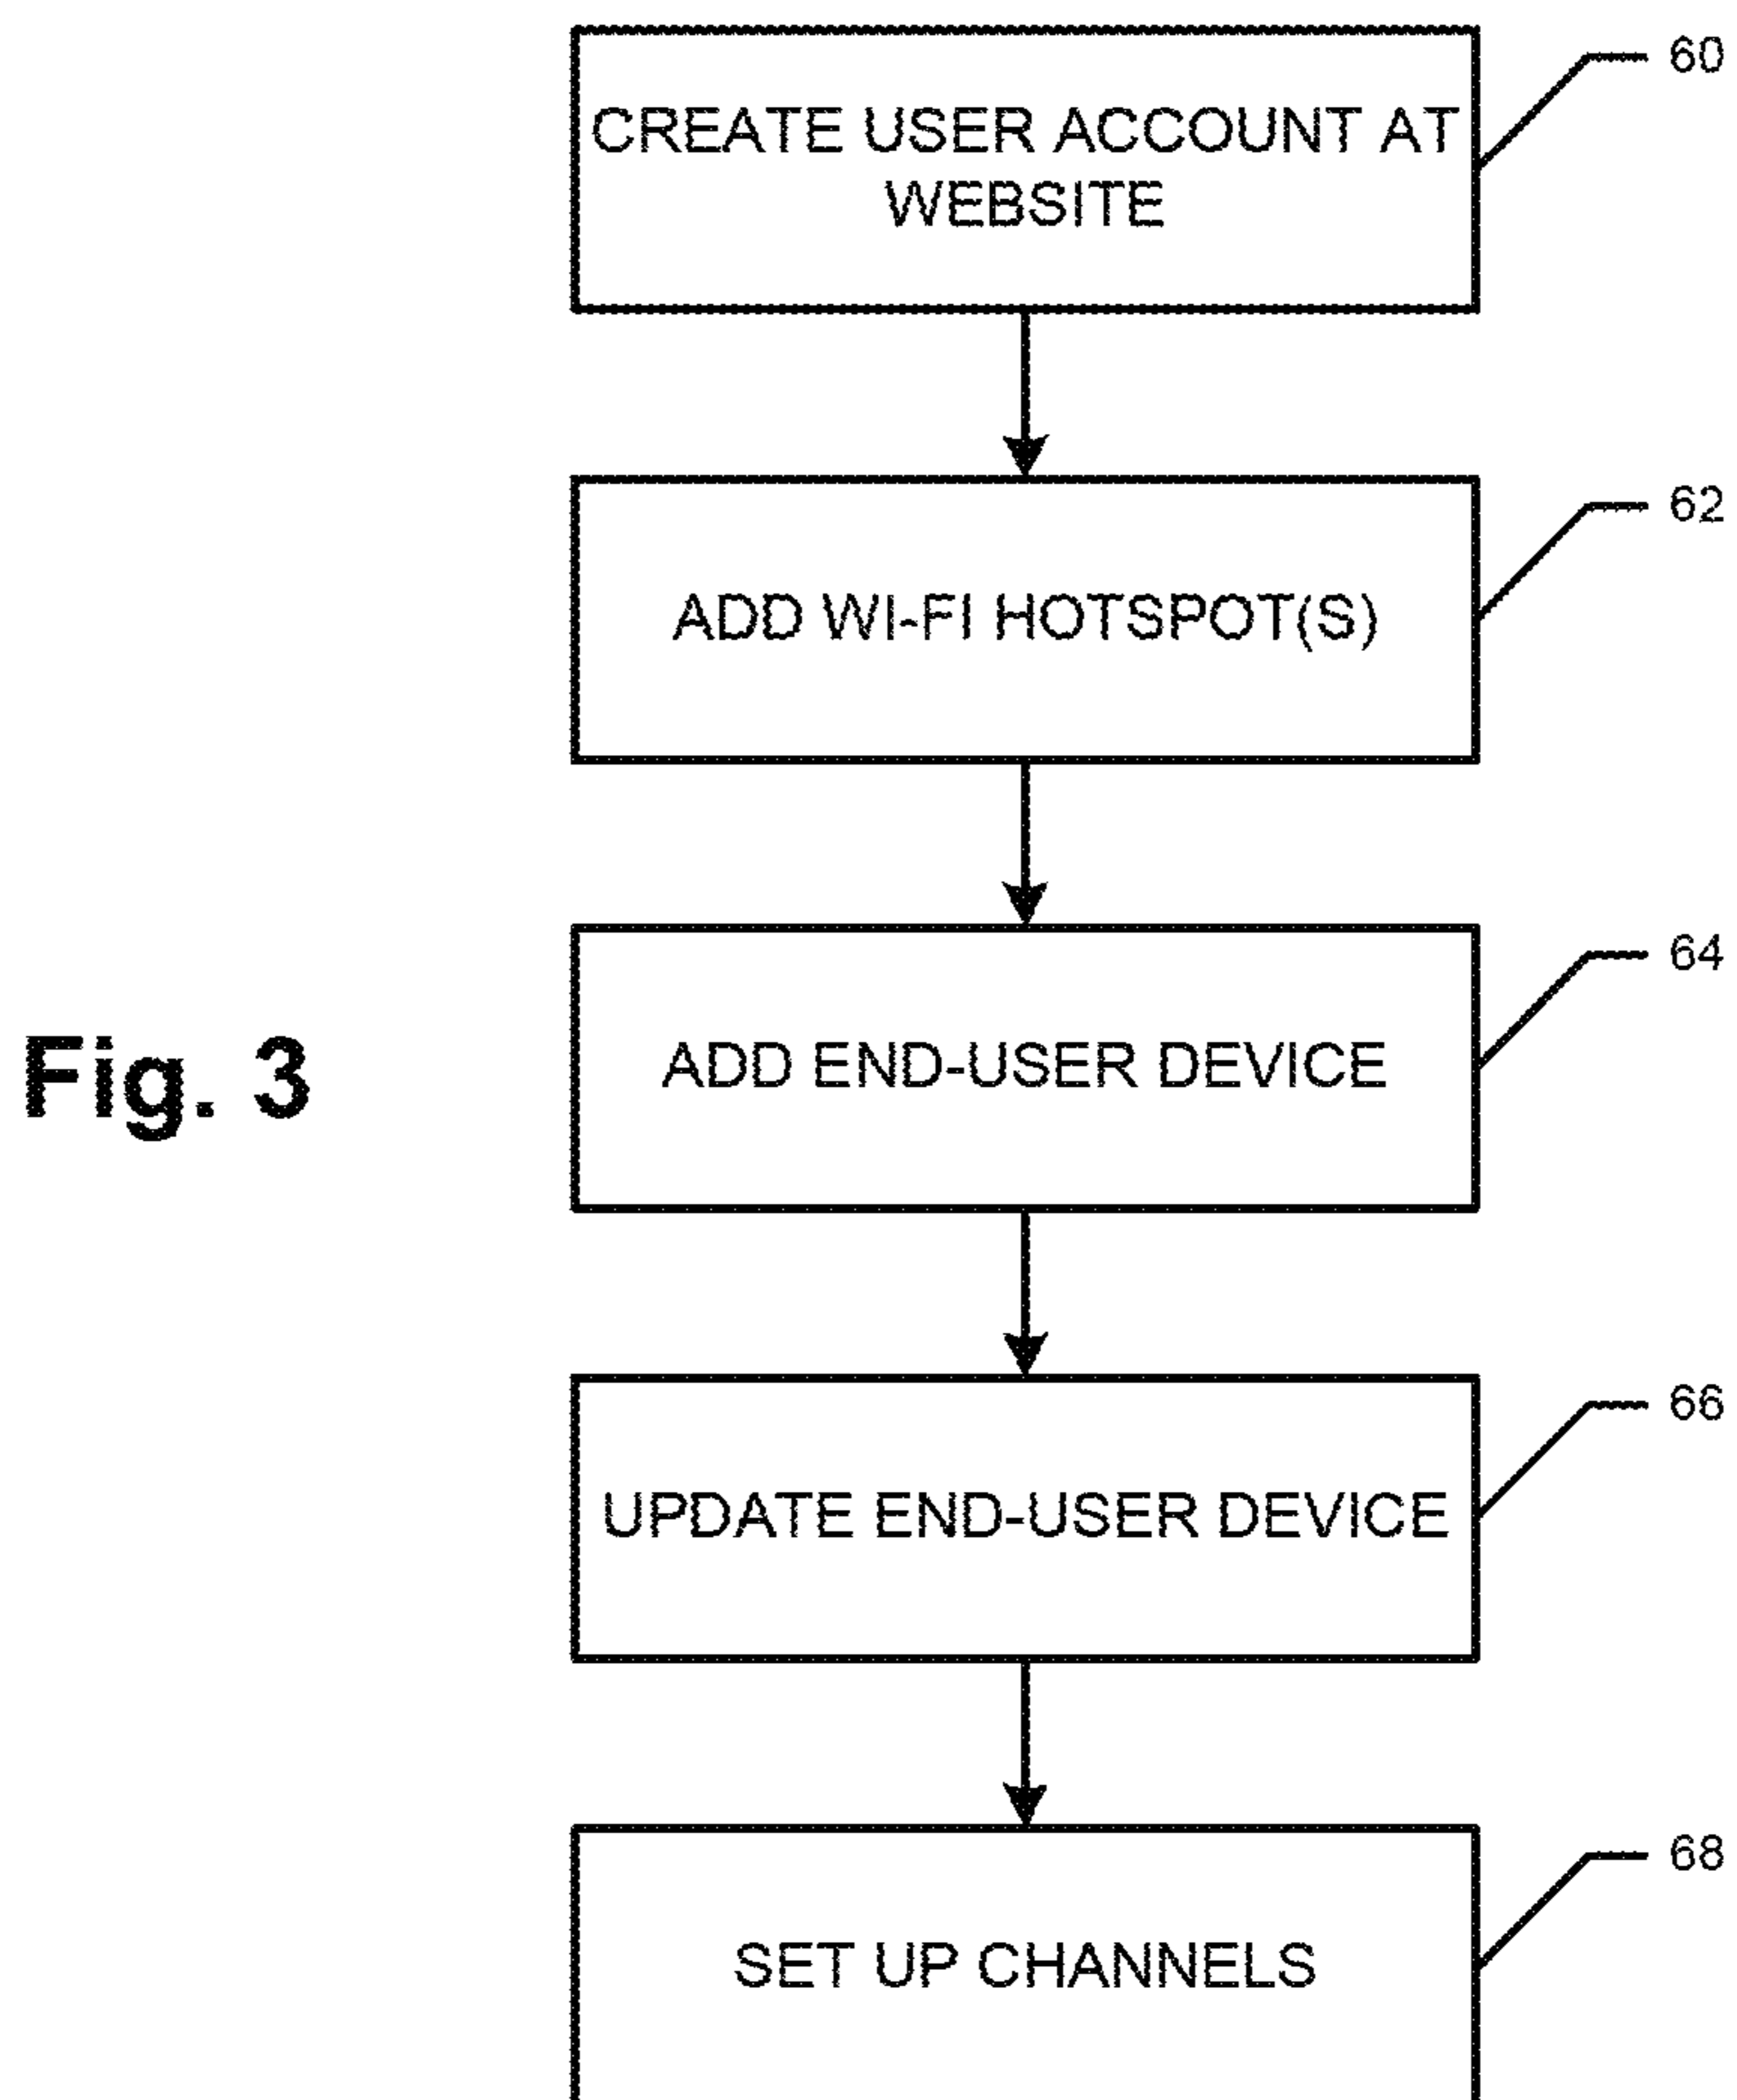 60
CREATE USER ACCOUNT AT
WEBSITE
62
ADD WI-FI HOTSPOT(S)
64
ADD END-USER DEVICE
Fig. 3
66
UPDATE END-USER DEVICE
68
SET UP CHANNELS